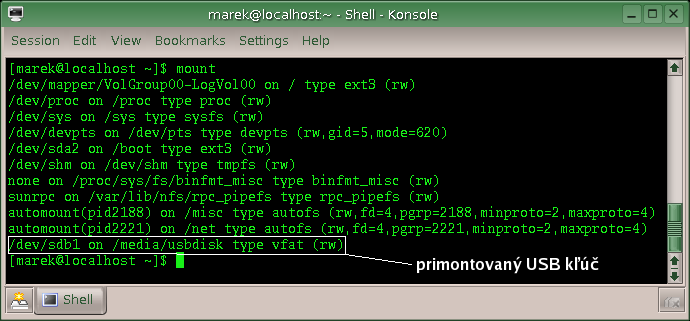 marek@localhost:~ - Shell - Konsole
Session Edit View Bookmarks Settings Help
[marek@localhost ~]$ mount
/dev/mapper/VolGroup00-LogVol00 on / type ext3 (rw)
/dev/proc on /proc type proc (rw)
/dev/sys on /sys type sysfs (rw)
/dev/devpts on /dev/pts type devpts (rw,gid=5,mode=620)
/dev/sda2 on /boot type ext3 (rw)
/dev/shm on /dev/shm type tmpfs (rw)
none on /proc/sys/fs/binfmt_misc type binfmt_misc (rw)
sunrpc on /var/lib/nfs/rpc_pipefs type rpc_pipefs (rw)
automount(pid2188) on /misc type autofs (rw,fd=4,pgrp=2188,minproto=2,maxproto=4)
automount(pid2221) on /net type autofs (rw,fd=4,pgrp=2221,minproto=2,maxproto=4)
/dev/sdb1 on /media/usbdisk type vfat (rw)
[marek@localhost ~]$
primontovaný USB kľúč
Shell